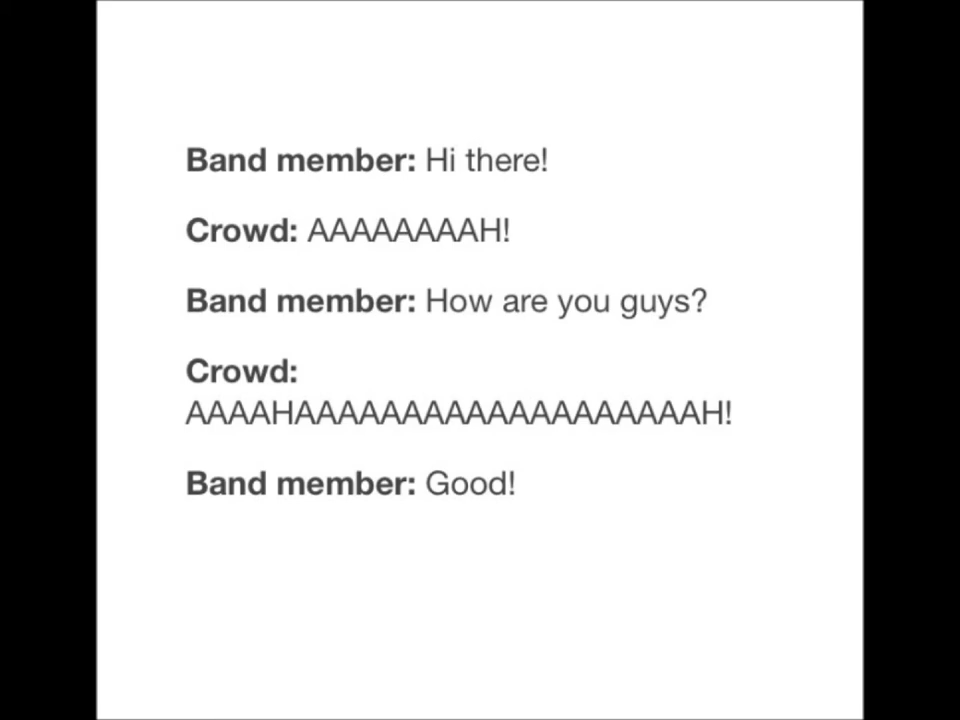 Band member: Hi there!
Crowd: AAAAAAAAH!
Band member: How are you guys?
Crowd:
AAAAHAAAAAAAAAAAAAAAAAAAH!
Band member: Good!